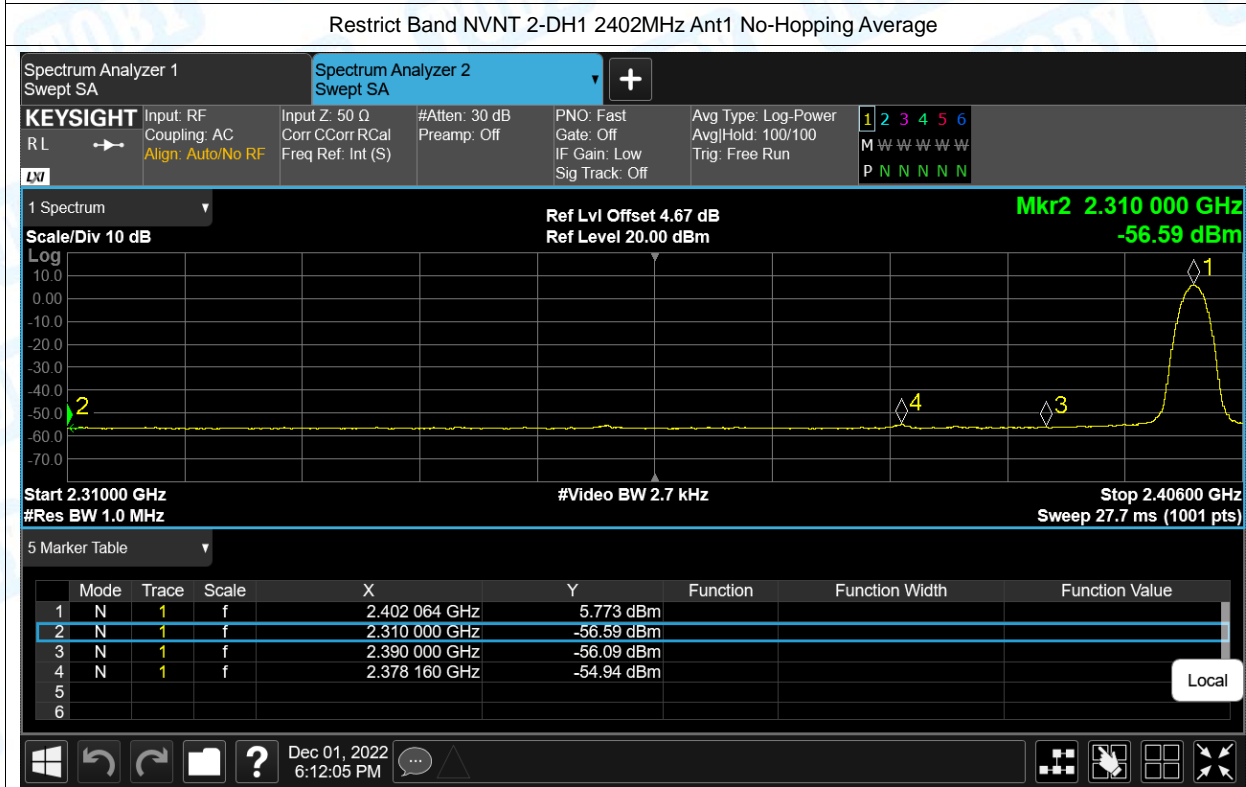 Restrict Band NVNT 2-DH1 2402MHz Ant1 No-Hopping Average
Spectrum Analyzer 1
Swept SA
Spectrum Analyzer 2
Swept SA
KEYSIGHT
R L
LXI
Input: RF
Coupling: AC
Align: Auto/No RF
Input Z: 50 Ω
Corr CCorr RCal
Freq Ref: Int (S)
#Atten: 30 dB
Preamp: Off
PNO: Fast
Gate: Off
IF Gain: Low
Sig Track: Off
Avg Type: Log-Power
Avg|Hold: 100/100
Trig: Free Run
1 2 3 4 5 6
M W W W W W
P N N N N N
1 Spectrum
Scale/Div 10 dB
Ref Lvl Offset 4.67 dB
Ref Level 20.00 dBm
Mkr2 2.310 000 GHz
-56.59 dBm
Log
10.0
0.00
-10.0
-20.0
-30.0
-40.0
-50.0
-60.0
-70.0
1
2
4
3
Start 2.31000 GHz
#Res BW 1.0 MHz
#Video BW 2.7 kHz
Stop 2.40600 GHz
Sweep 27.7 ms (1001 pts)
5 Marker Table
Mode Trace Scale X Y Function Function Width Function Value
1 N 1 f 2.402 064 GHz 5.773 dBm
2 N 1 f 2.310 000 GHz -56.59 dBm
3 N 1 f 2.390 000 GHz -56.09 dBm
4 N 1 f 2.378 160 GHz -54.94 dBm
5
6
Local
?
Dec 01, 2022
6:12:05 PM